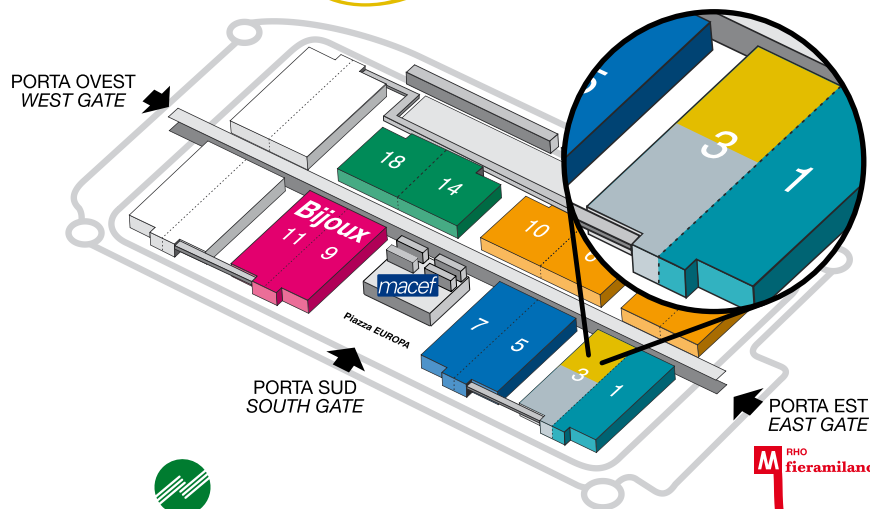 PORTA OVEST
WEST GATE
18
14
10
Bijoux
11
9
macef
Piazza EUROPA
7
5
3
1
3
1
PORTA SUD
SOUTH GATE
PORTA EST
EAST GATE
M
RHO
fieramilano